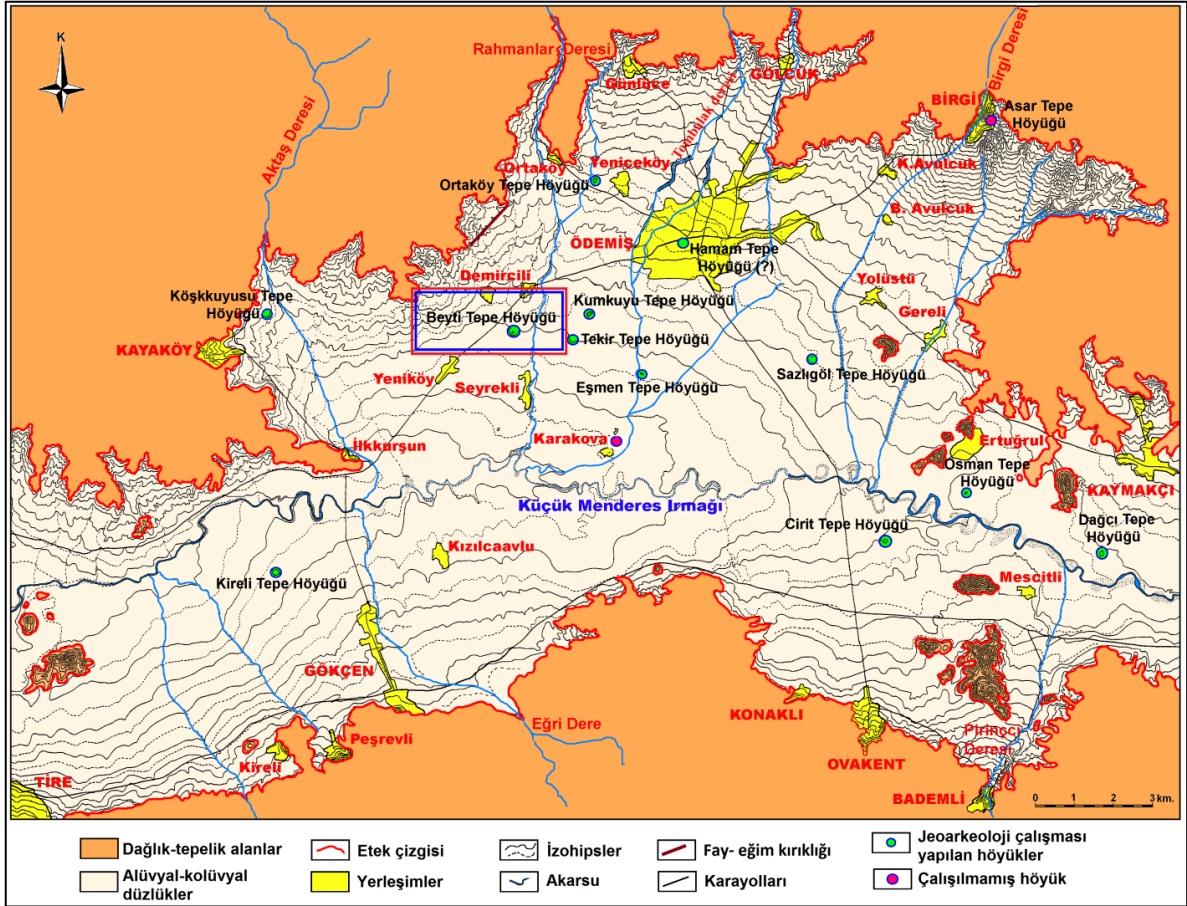 K
Rahmanlar Deresi
GÖLCÜK
Günlüce
Birgi Deresi
BİRGİ
Asar Tepe
Höyüğü
Aktaş Deresi
Tombulak deresi
Ortaköy
Yeniceköy
K.Avulcuk
Ortaköy Tepe Höyüğü
B. Avulcuk
ÖDEMİŞ
Hamam Tepe
Höyüğü (?)
Demircili
Yolüstü
Köşkkuyusu Tepe
Höyüğü
Kumkuyu Tepe Höyüğü
Beyti Tepe Höyüğü
Gereli
KAYAKÖY
Tekir Tepe Höyüğü
Yeniköy
Sazlıgöl Tepe Höyüğü
Seyrekli
Eşmen Tepe Höyüğü
İlkkurşun
Karakova
Ertuğrul
Osman Tepe
Höyüğü
KAYMAKÇI
Küçük Menderes Irmağı
Cirit Tepe Höyüğü
Dağcı Tepe
Höyüğü
Kızılcaavlu
Kireli Tepe Höyüğü
Mescitli
GÖKÇEN
KONAKLI
Eğri Dere
Pirinççi
Deresi
Peşrevli
Kireli
OVAKENT
TİRE
BADEMLİ
0 1 2 3 km.
Dağlık-tepelik alanlar
Etek çizgisi
İzohipsler
Fay- eğim kırıklığı
Jeoarkeoloji çalışması
yapılan höyükler
Alüvyal-kolüvyal
düzlükler
Yerleşimler
Akarsu
Karayolları
Çalışılmamış höyük